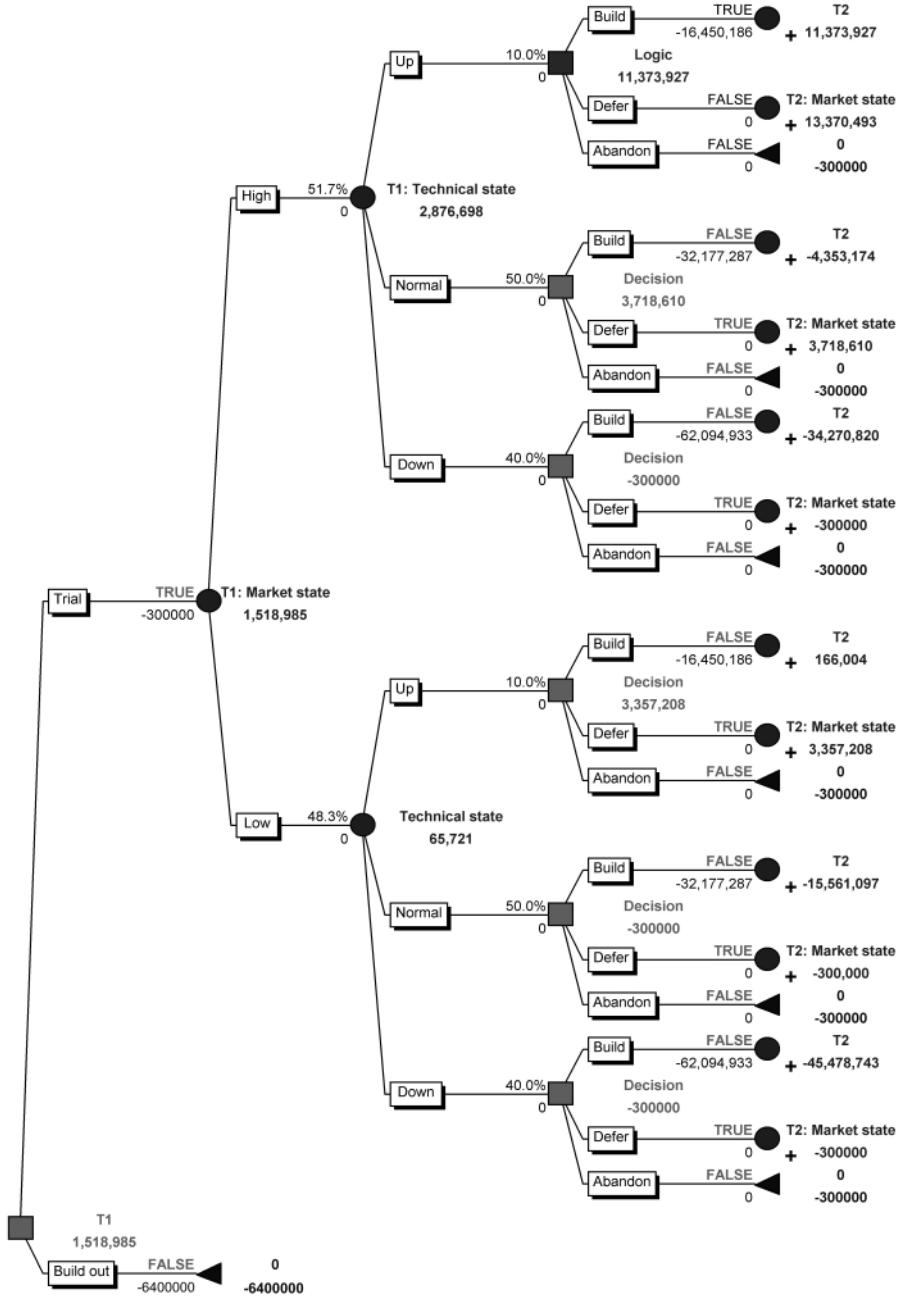 TRUE T2
Build
-16,450,186 + 11,373,927
Up 10.0% Logic
0 11,373,927
FALSE T2: Market state
Defer
0 + 13,370,493
Abandon FALSE 0
0 -300000
High 51.7% T1: Technical state
0 2,876,698
Build FALSE T2
-32,177,287 + -4,353,174
Normal 50.0% Decision
0 3,718,610
Defer TRUE T2: Market state
0 + 3,718,610
Abandon FALSE 0
0 -300000
Build FALSE T2
-62,094,933 + -34,270,820
Down 40.0% Decision
0 -300000
Defer TRUE T2: Market state
0 + -300000
Abandon FALSE 0
0 -300000
Trial TRUE T1: Market state
-300000 1,518,985
Build FALSE T2
-16,450,186 + 166,004
Up 10.0% Decision
0 3,357,208
Defer TRUE T2: Market state
0 + 3,357,208
Abandon FALSE 0
0 -300000
Low 48.3% Technical state
0 65,721
Build FALSE T2
-32,177,287 + -15,561,097
Normal 50.0% Decision
0 -300000
Defer TRUE T2: Market state
0 + -300,000
Abandon FALSE 0
0 -300000
Build FALSE T2
-62,094,933 + -45,478,743
Down 40.0% Decision
0 -300000
Defer TRUE T2: Market state
0 + -300000
Abandon FALSE 0
0 -300000
T1
1,518,985
Build out FALSE 0
-6400000 -6400000